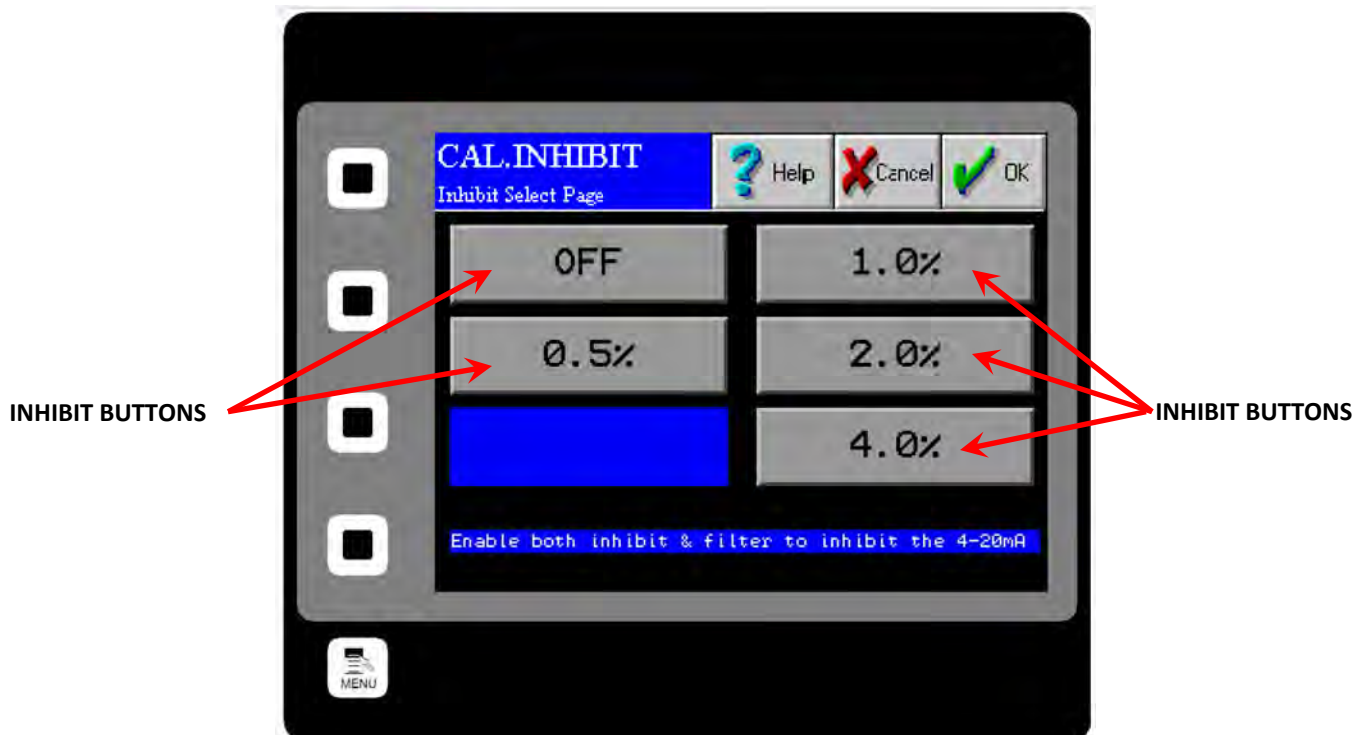 CAL.INHIBIT
Inhibit Select Page
Help
Cancel
OK
OFF
1.0%
0.5%
2.0%
INHIBIT BUTTONS
INHIBIT BUTTONS
4.0%
Enable both inhibit & filter to inhibit the 4-20mA
MENU